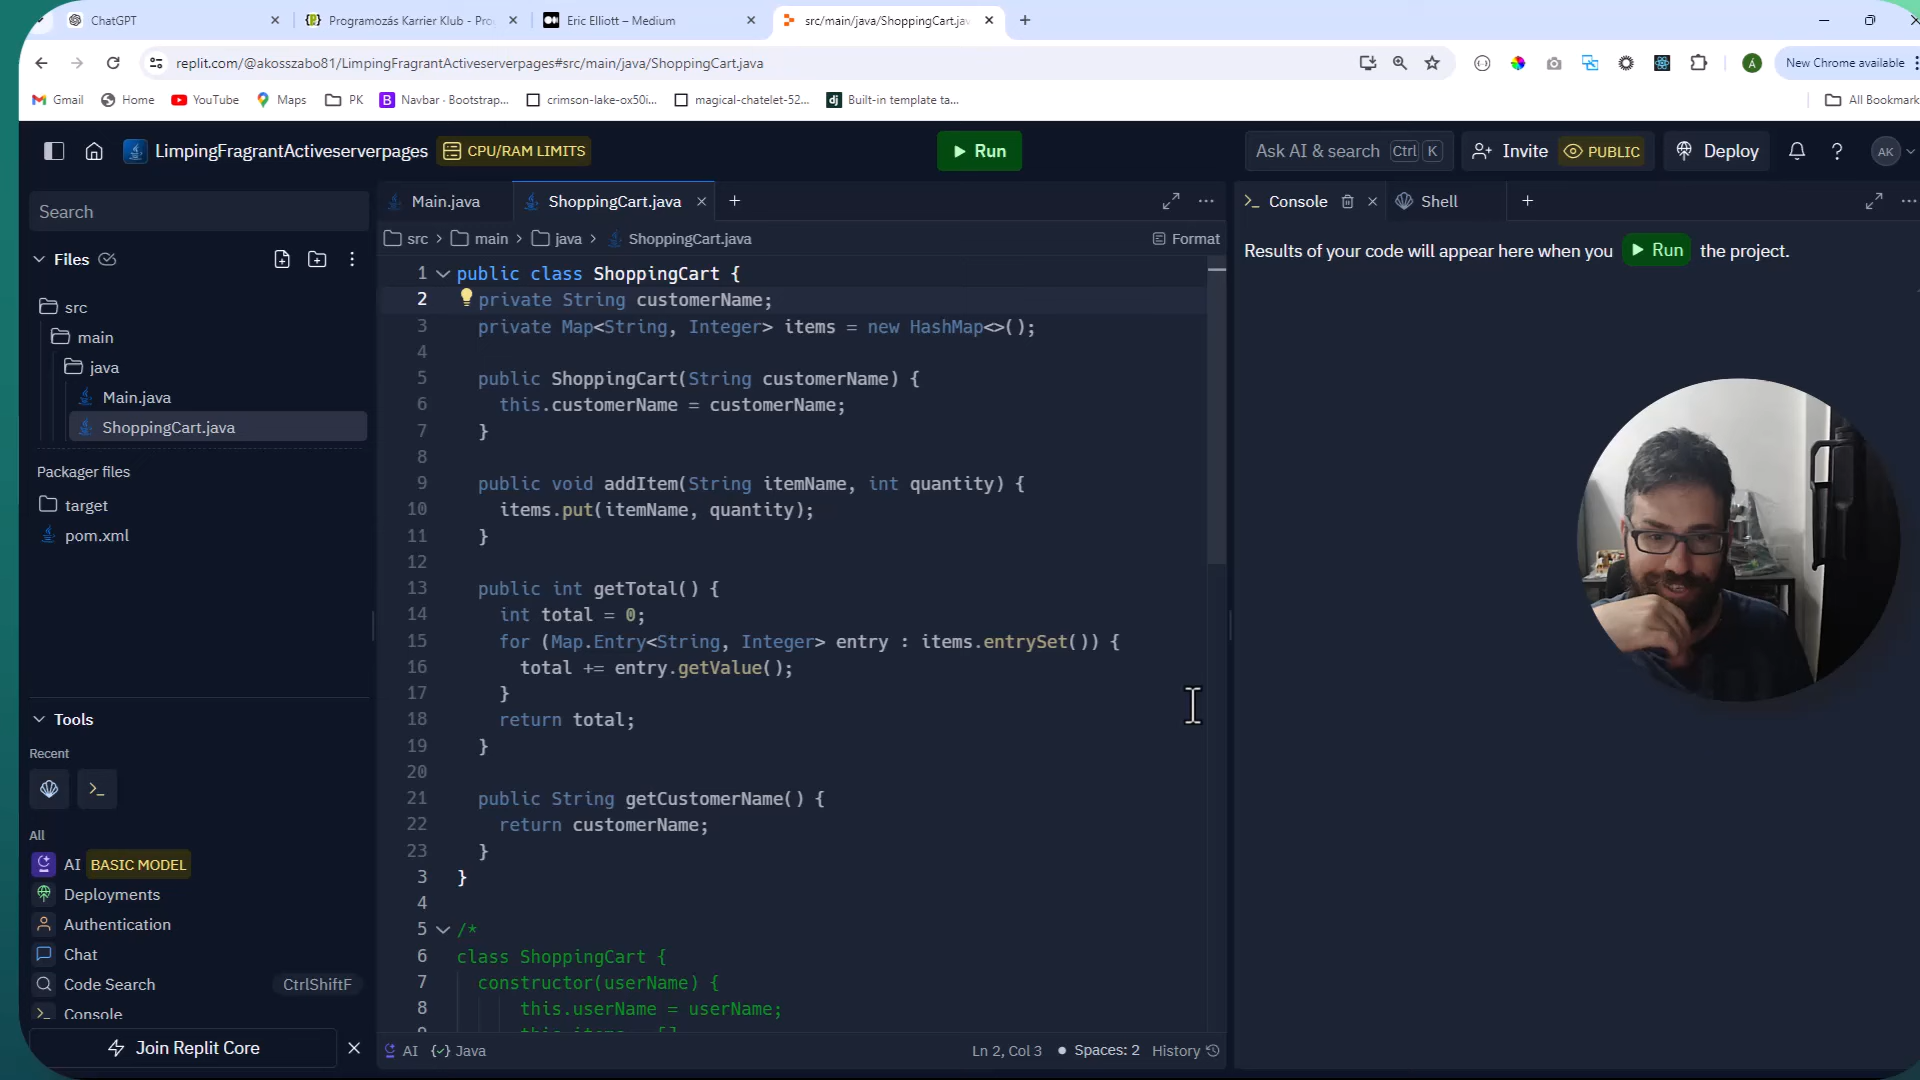 ChatGPT
Programozás Karrier Klub - Pro
Eric Elliott – Medium
src/main/java/ShoppingCart.jav
replit.com/@akosszabo81/LimpingFragrantActiveserverpages#src/main/java/ShoppingCart.java
New Chrome available
Gmail
Home
YouTube
Maps
PK
Navbar · Bootstrap...
crimson-lake-ox50i...
magical-chatelet-52...
Built-in template ta...
All Bookmark
LimpingFragrantActiveserverpages
CPU/RAM LIMITS
Run
Ask AI & search Ctrl K
Invite
PUBLIC
Deploy
AK
Search
Files
src
main
java
Main.java
ShoppingCart.java
Packager files
target
pom.xml
Tools
Recent
All
AI BASIC MODEL
Deployments
Authentication
Chat
Code Search CtrlShiftF
Console
Join Replit Core
Main.java
ShoppingCart.java
src > main > java > ShoppingCart.java
Format
1 public class ShoppingCart {
2 private String customerName;
3 private Map<String, Integer> items = new HashMap<>();
4
5 public ShoppingCart(String customerName) {
6 this.customerName = customerName;
7 }
8
9 public void addItem(String itemName, int quantity) {
10 items.put(itemName, quantity);
11 }
12
13 public int getTotal() {
14 int total = 0;
15 for (Map.Entry<String, Integer> entry : items.entrySet()) {
16 total += entry.getValue();
17 }
18 return total;
19 }
20
21 public String getCustomerName() {
22 return customerName;
23 }
3 }
4
5 /*
6 class ShoppingCart {
7 constructor(userName) {
8 this.userName = userName;
AI
Java
Ln 2, Col 3
Spaces: 2
History
Console
Shell
Results of your code will appear here when you Run the project.